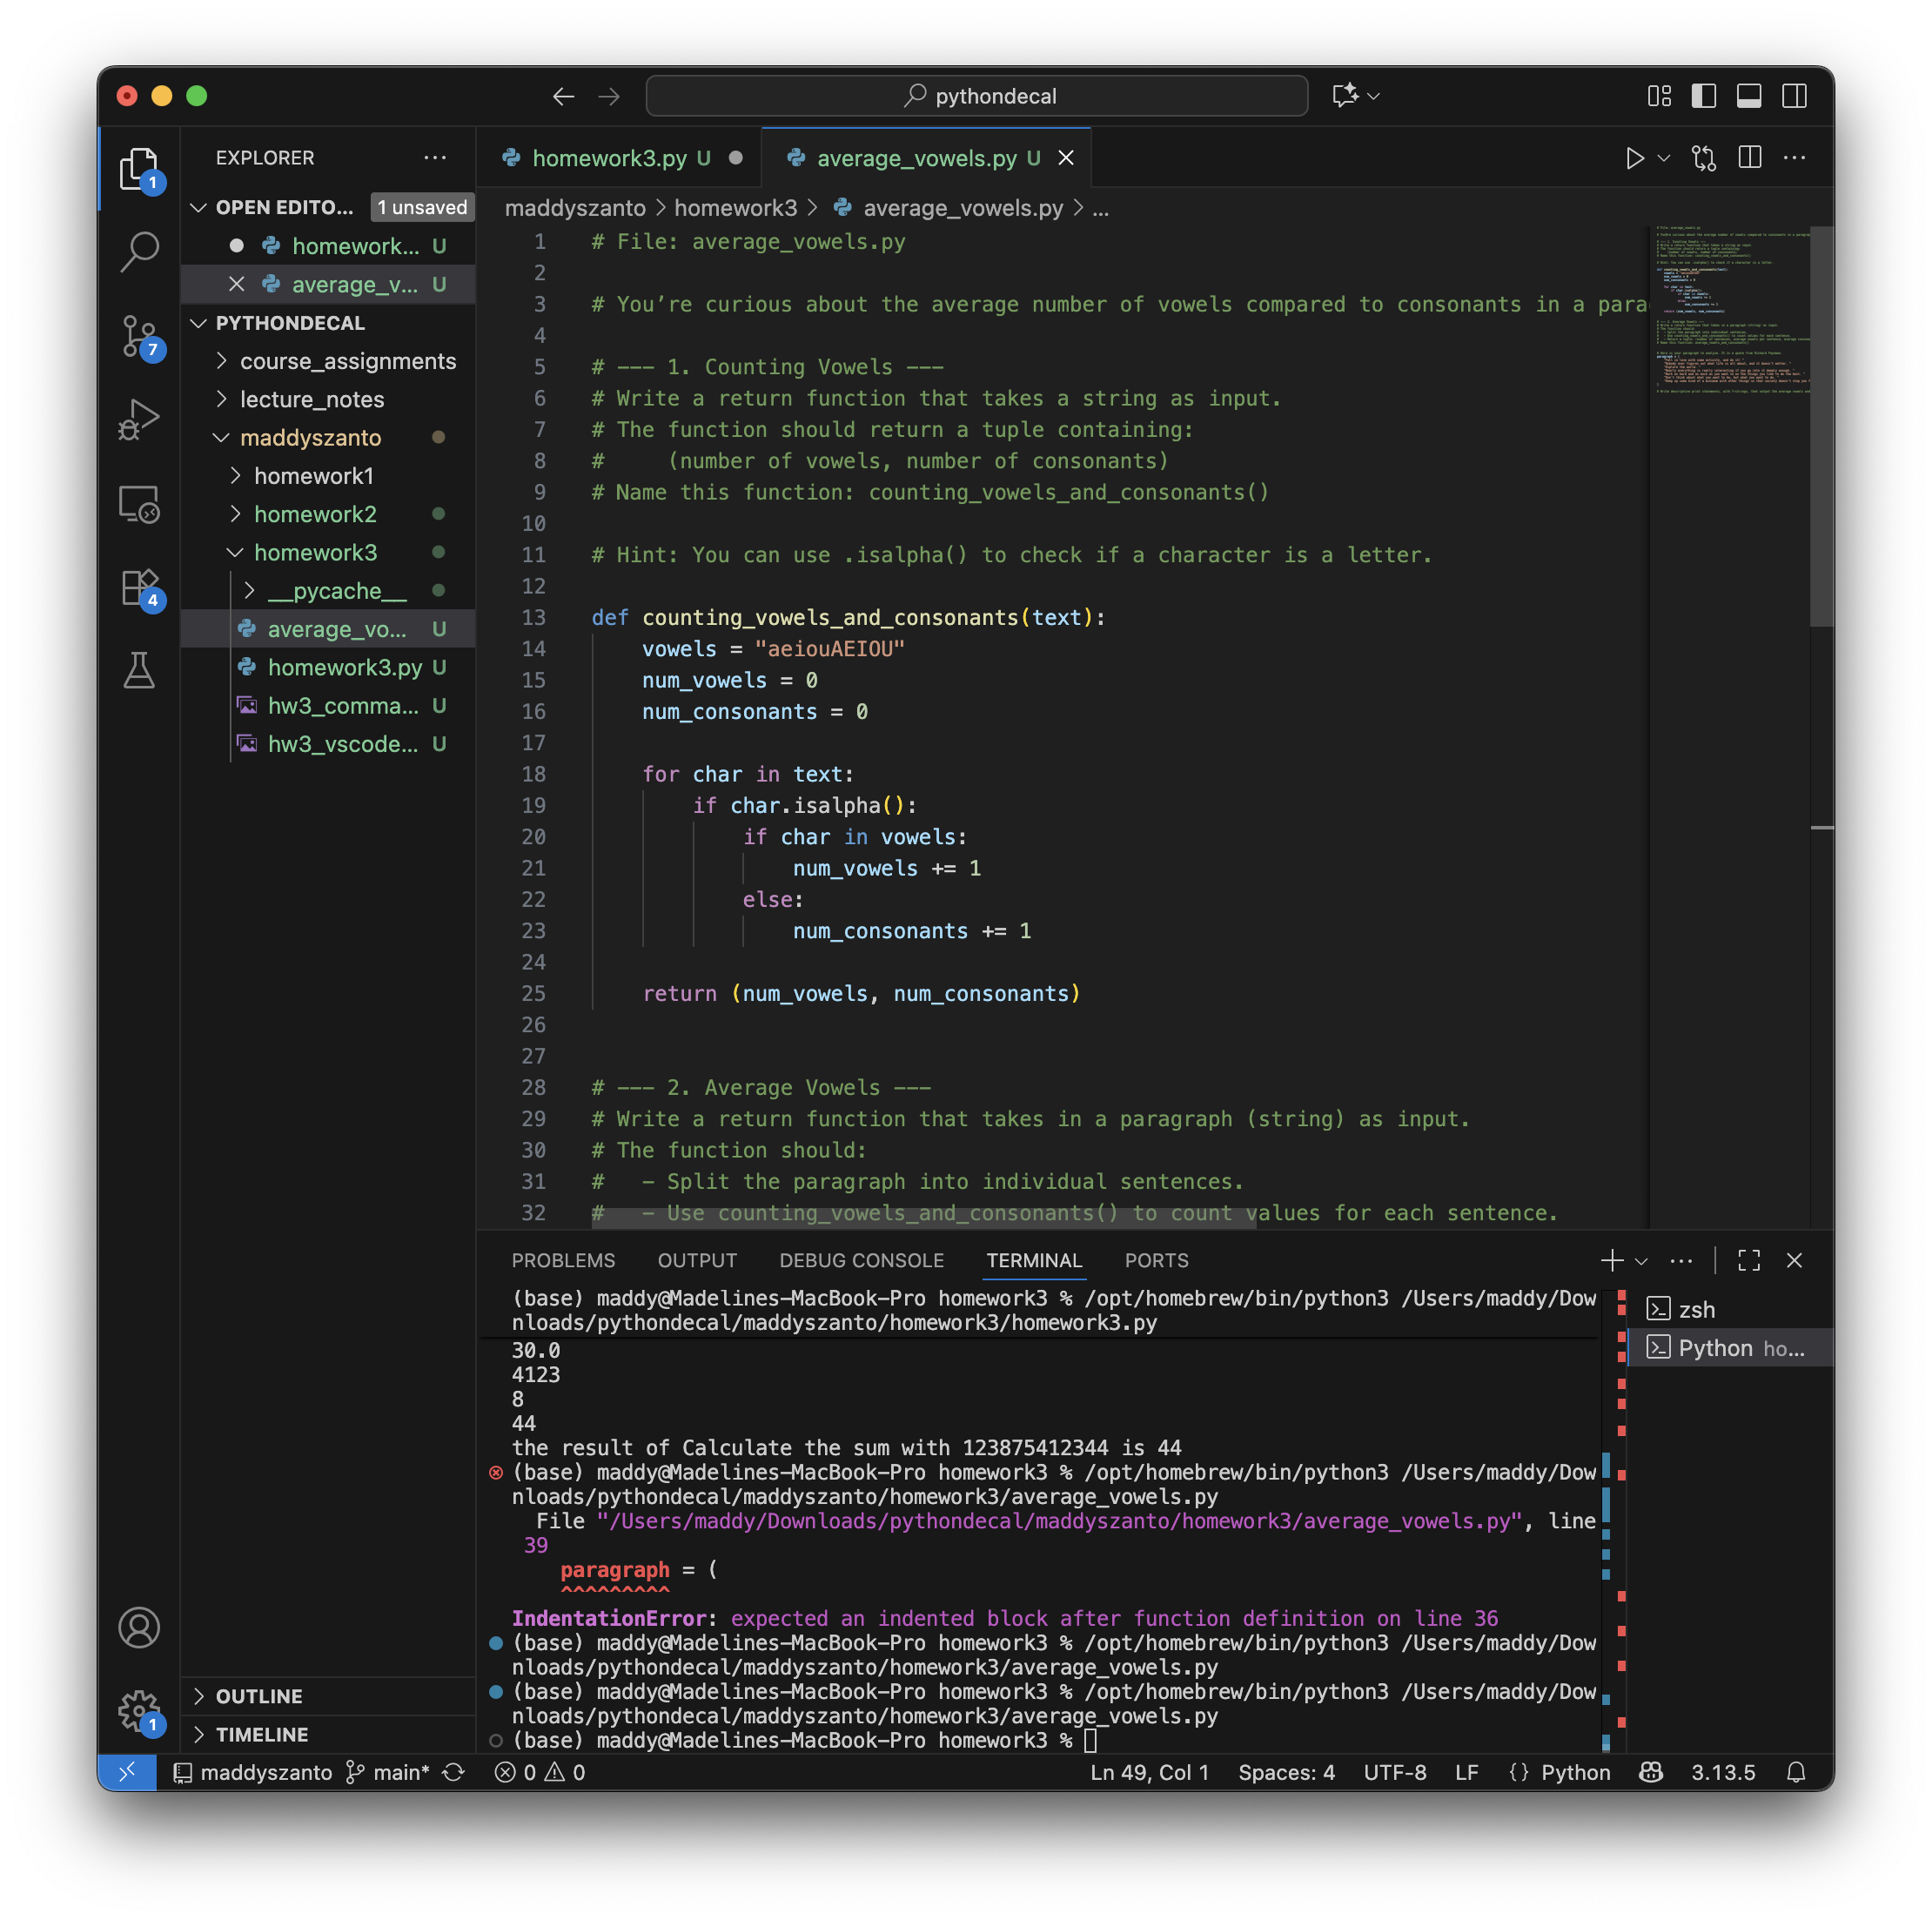 pythondecal
EXPLORER
OPEN EDITO... 1 unsaved
homework... U
average_v... U
PYTHONDECAL
course_assignments
lecture_notes
maddyszanto
homework1
homework2
homework3
__pycache__
average_vo... U
homework3.py U
hw3_comma... U
hw3_vscode... U
OUTLINE
TIMELINE
1
7
4
1
homework3.py U
average_vowels.py U
maddyszanto > homework3 > average_vowels.py > ...
1 # File: average_vowels.py
2
3 # You’re curious about the average number of vowels compared to consonants in a para
4
5 # --- 1. Counting Vowels ---
6 # Write a return function that takes a string as input.
7 # The function should return a tuple containing:
8 #     (number of vowels, number of consonants)
9 # Name this function: counting_vowels_and_consonants()
10
11 # Hint: You can use .isalpha() to check if a character is a letter.
12
13 def counting_vowels_and_consonants(text):
14     vowels = "aeiouAEIOU"
15     num_vowels = 0
16     num_consonants = 0
17
18     for char in text:
19         if char.isalpha():
20             if char in vowels:
21                 num_vowels += 1
22             else:
23                 num_consonants += 1
24
25     return (num_vowels, num_consonants)
26
27
28 # --- 2. Average Vowels ---
29 # Write a return function that takes in a paragraph (string) as input.
30 # The function should:
31 #   - Split the paragraph into individual sentences.
32 #   - Use counting_vowels_and_consonants() to count values for each sentence.
PROBLEMS OUTPUT DEBUG CONSOLE TERMINAL PORTS
(base) maddy@Madelines-MacBook-Pro homework3 % /opt/homebrew/bin/python3 /Users/maddy/Dow
nloads/pythondecal/maddyszanto/homework3/homework3.py
30.0
4123
8
44
the result of Calculate the sum with 123875412344 is 44
(base) maddy@Madelines-MacBook-Pro homework3 % /opt/homebrew/bin/python3 /Users/maddy/Dow
nloads/pythondecal/maddyszanto/homework3/average_vowels.py
  File "/Users/maddy/Downloads/pythondecal/maddyszanto/homework3/average_vowels.py", line
 39
    paragraph = (
    ^^^^^^^^^
IndentationError: expected an indented block after function definition on line 36
(base) maddy@Madelines-MacBook-Pro homework3 % /opt/homebrew/bin/python3 /Users/maddy/Dow
nloads/pythondecal/maddyszanto/homework3/average_vowels.py
(base) maddy@Madelines-MacBook-Pro homework3 % /opt/homebrew/bin/python3 /Users/maddy/Dow
nloads/pythondecal/maddyszanto/homework3/average_vowels.py
(base) maddy@Madelines-MacBook-Pro homework3 %
zsh
Python ho...
maddyszanto main* 0 0 Ln 49, Col 1 Spaces: 4 UTF-8 LF {} Python 3.13.5